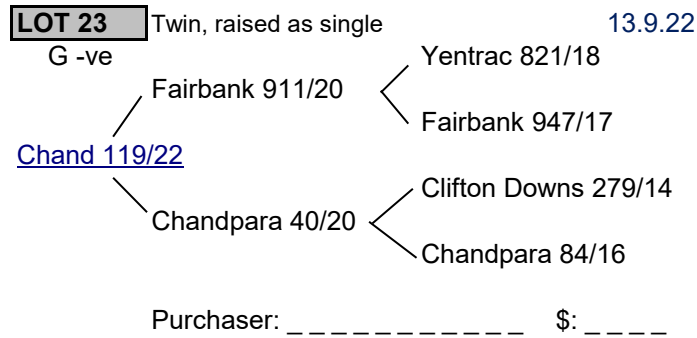 LOT 23 Twin, raised as single 13.9.22
G -ve
Yentrac 821/18
Fairbank 911/20
Fairbank 947/17
Chand 119/22
Clifton Downs 279/14
Chandpara 40/20
Chandpara 84/16
Purchaser: _ _ _ _ _ _ _ _ _ _ _ $: _ _ _ _